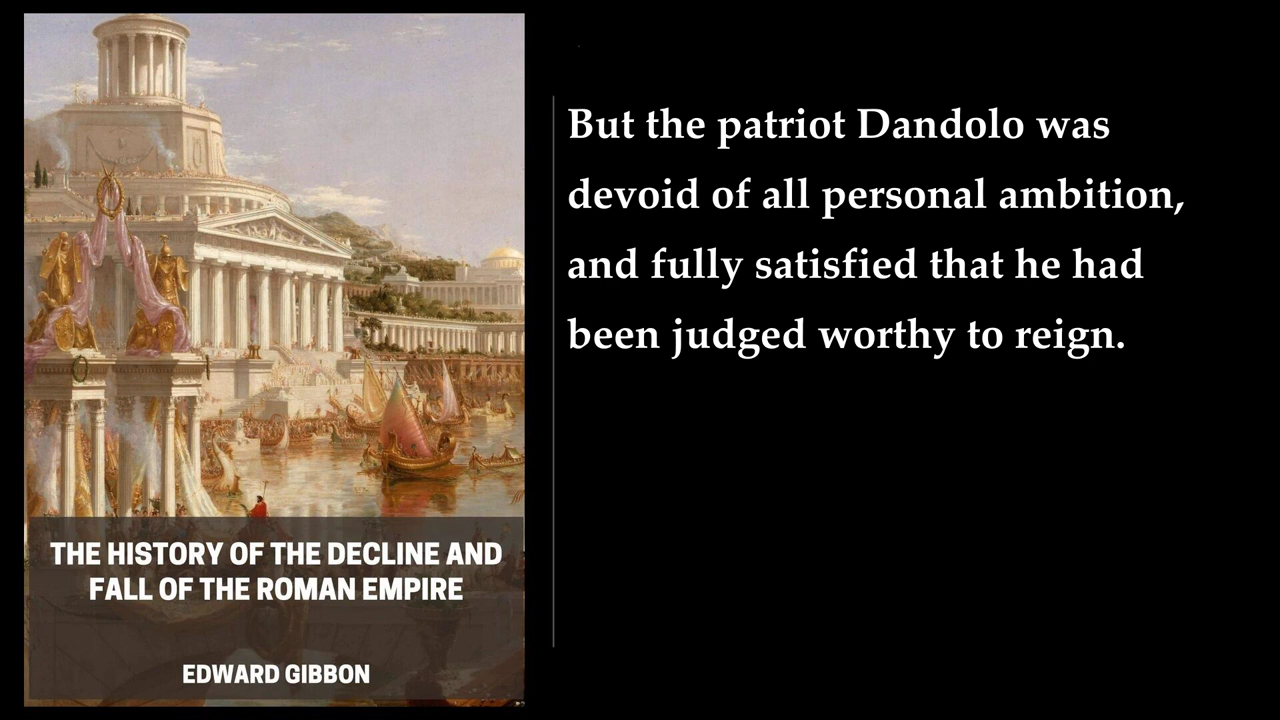 But the patriot Dandolo was
devoid of all personal ambition,
and fully satisfied that he had
been judged worthy to reign.
THE HISTORY OF THE DECLINE AND
FALL OF THE ROMAN EMPIRE
EDWARD GIBBON